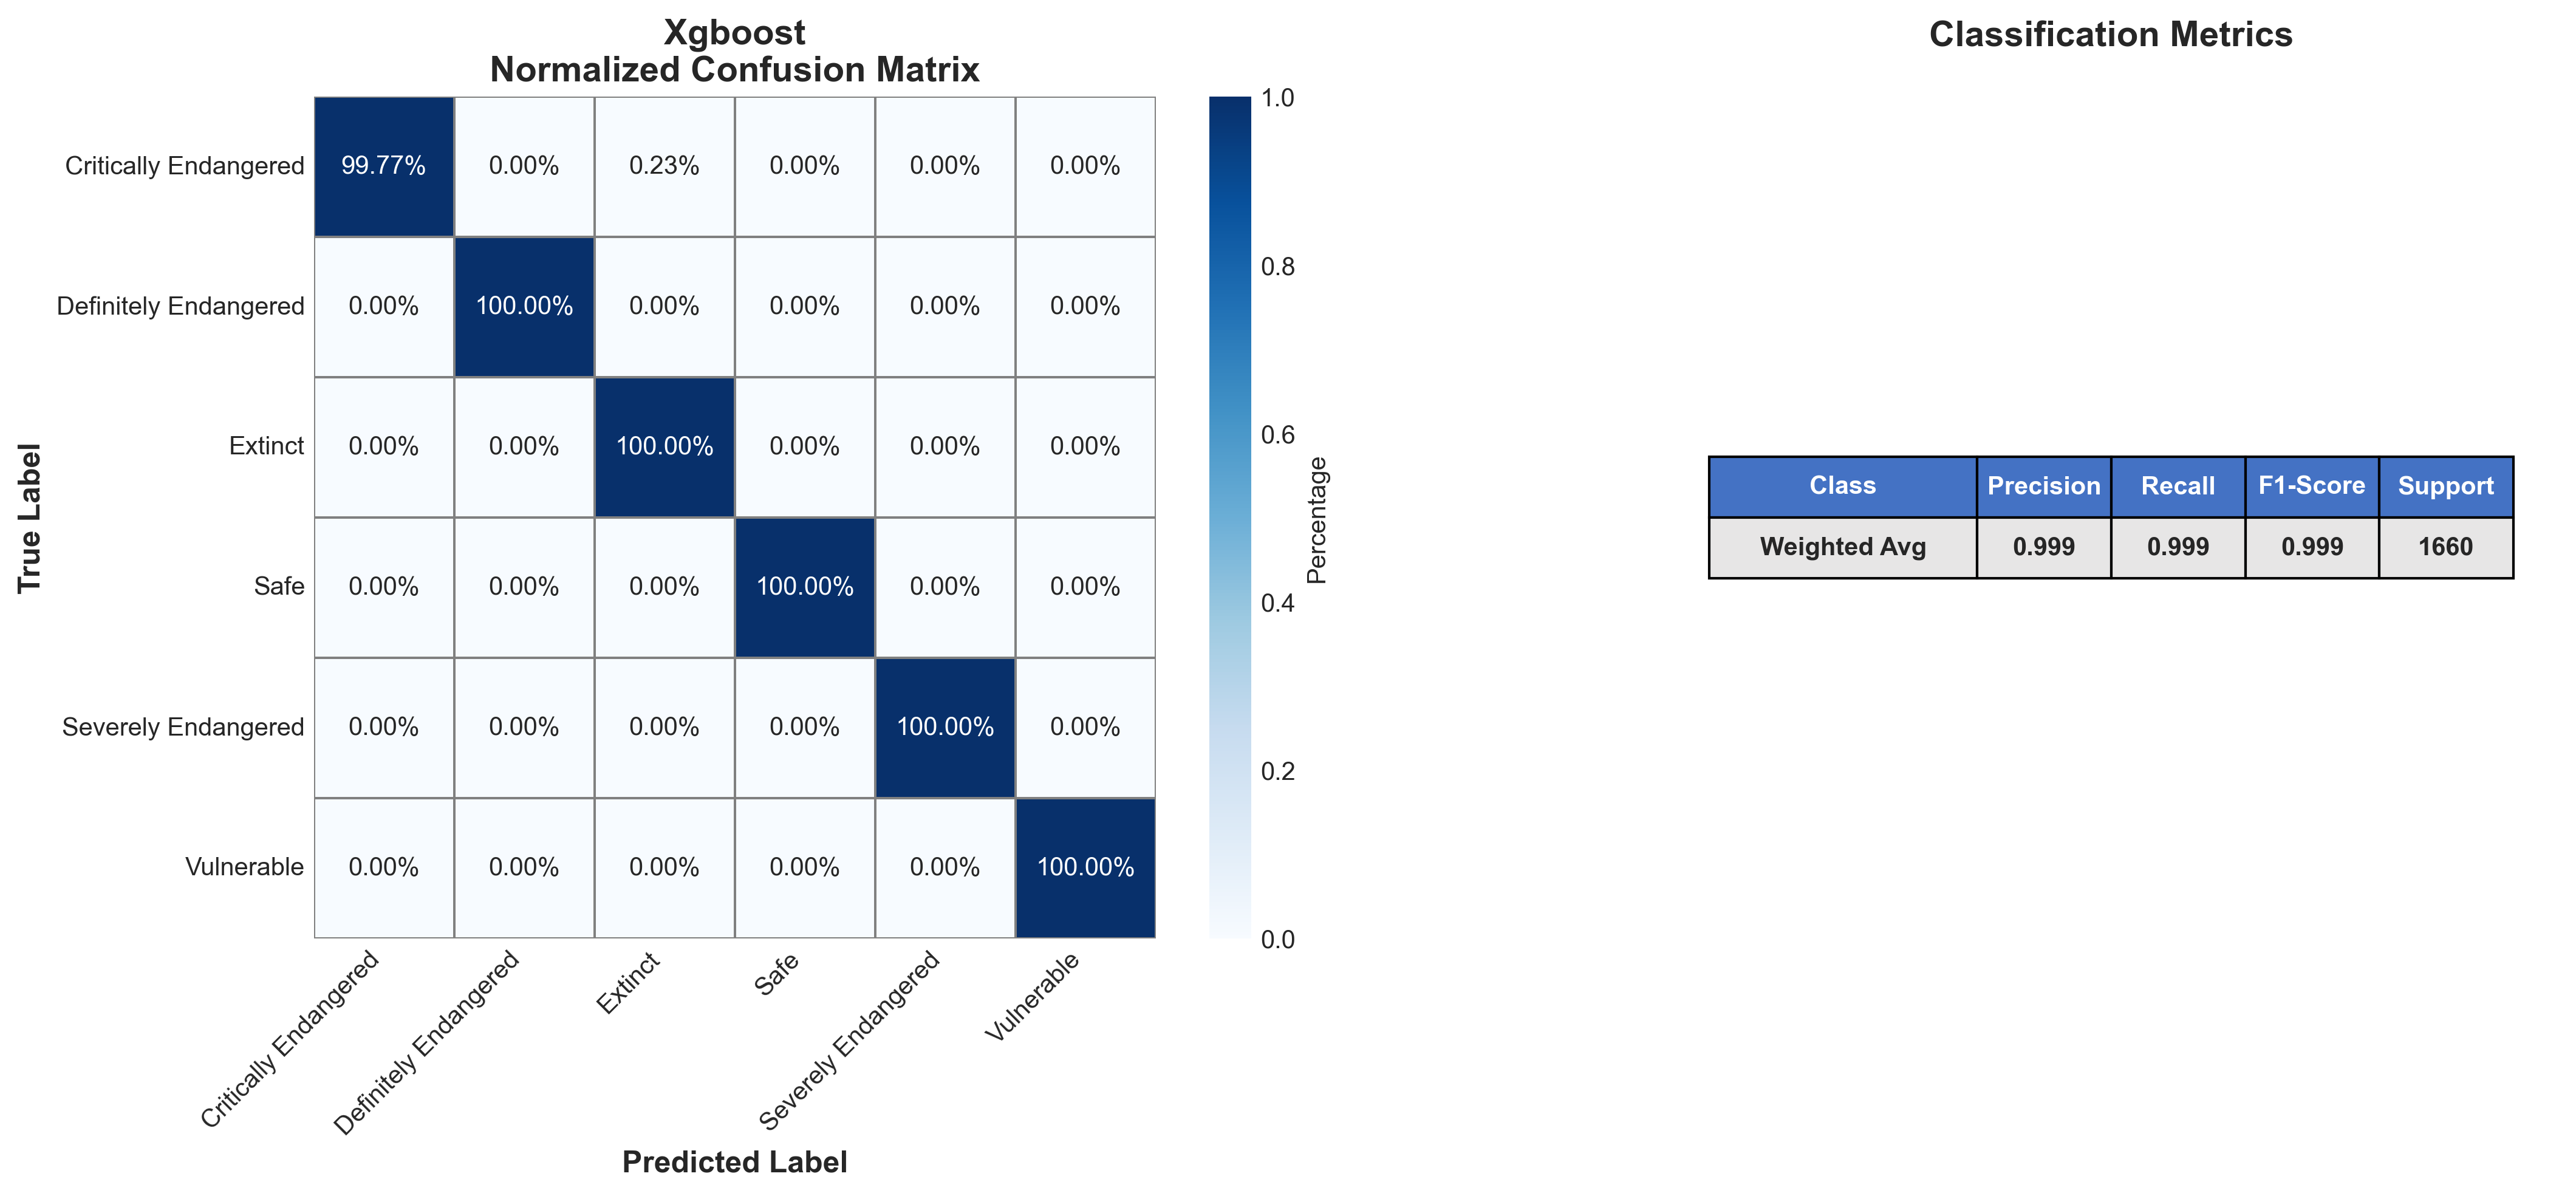 Xgboost
Normalized Confusion Matrix
True Label
Critically Endangered 99.77% 0.00% 0.23% 0.00% 0.00% 0.00%
Definitely Endangered 0.00% 100.00% 0.00% 0.00% 0.00% 0.00%
Extinct 0.00% 0.00% 100.00% 0.00% 0.00% 0.00%
Safe 0.00% 0.00% 0.00% 100.00% 0.00% 0.00%
Severely Endangered 0.00% 0.00% 0.00% 0.00% 100.00% 0.00%
Vulnerable 0.00% 0.00% 0.00% 0.00% 0.00% 100.00%
Critically Endangered
Definitely Endangered
Extinct
Safe
Severely Endangered
Vulnerable
Predicted Label
1.0
0.8
0.6
0.4
0.2
0.0
Percentage
Classification Metrics
Class Precision Recall F1-Score Support
Weighted Avg 0.999 0.999 0.999 1660